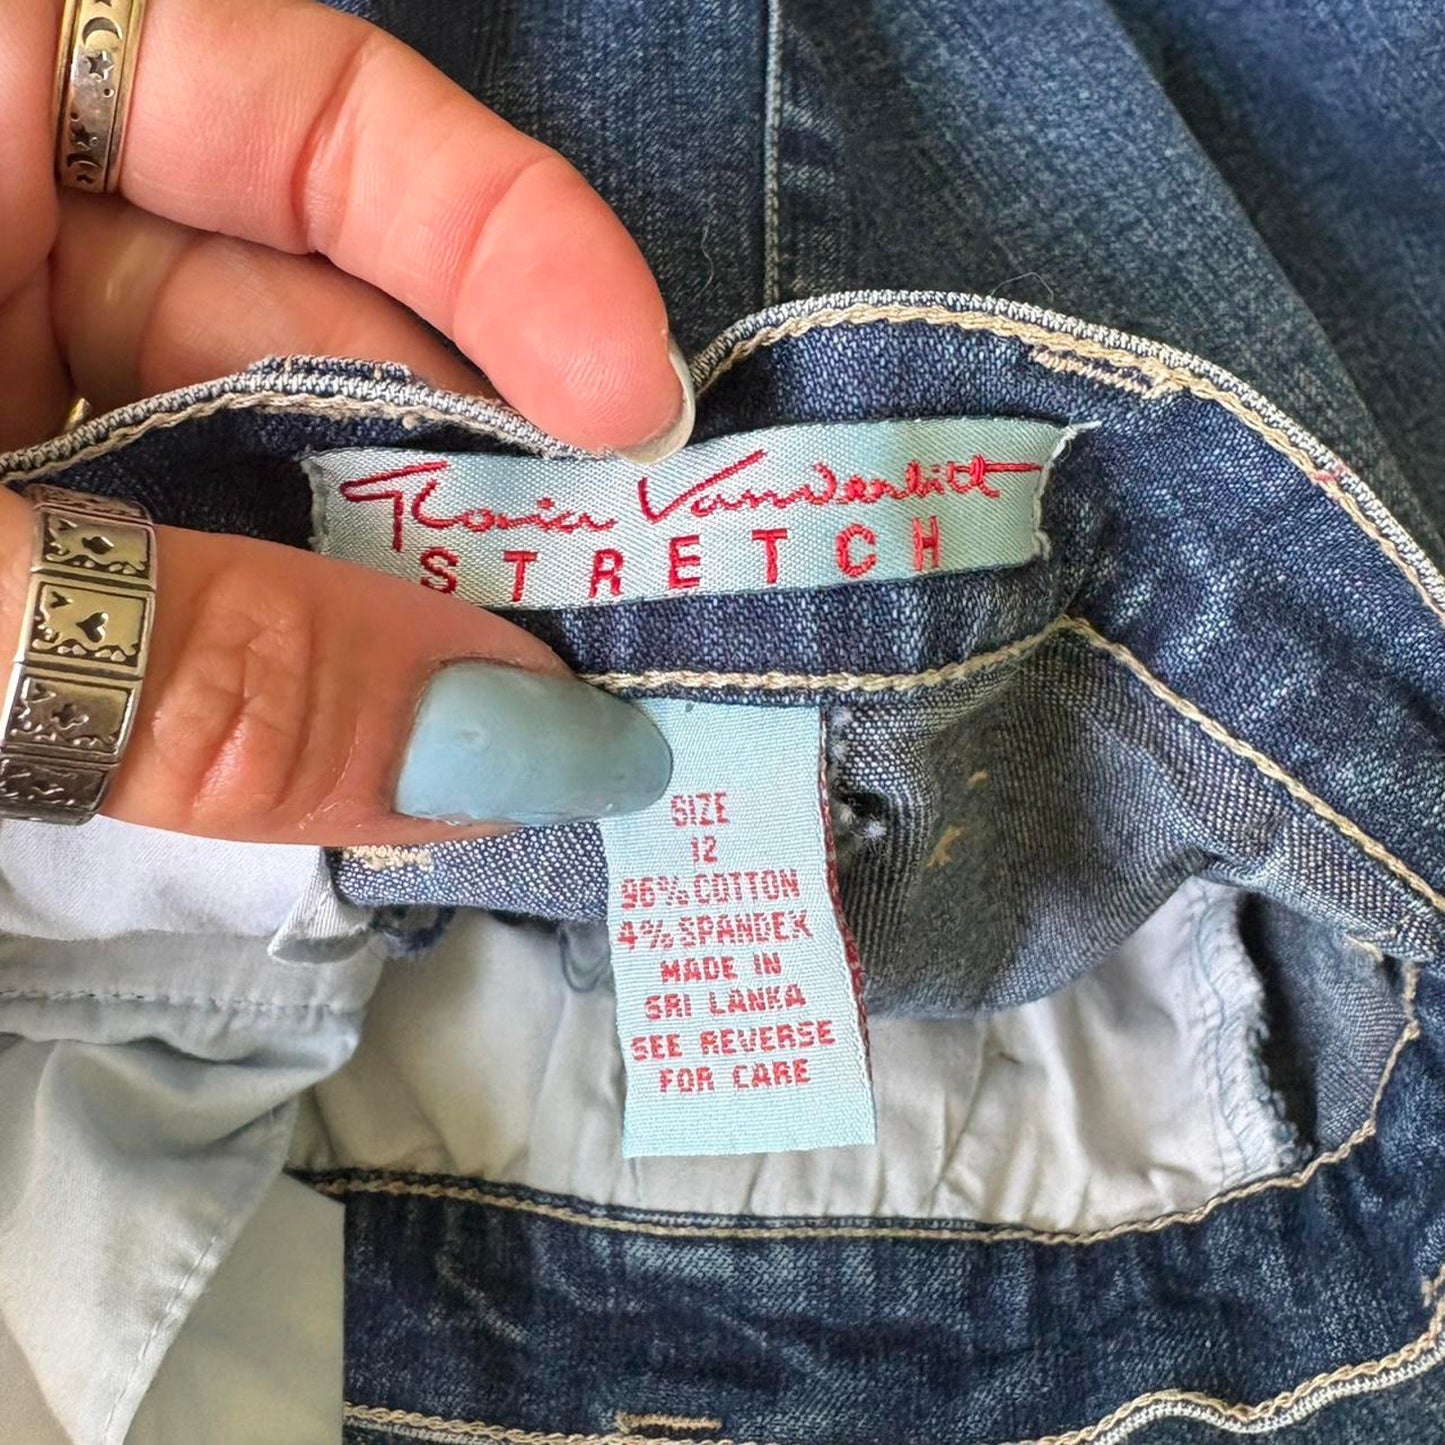 Gloria Vanderbilt
STRETCH
SIZE
12
96% COTTON
4% SPANDEX
MADE IN
SRI LANKA
SEE REVERSE
FOR CARE